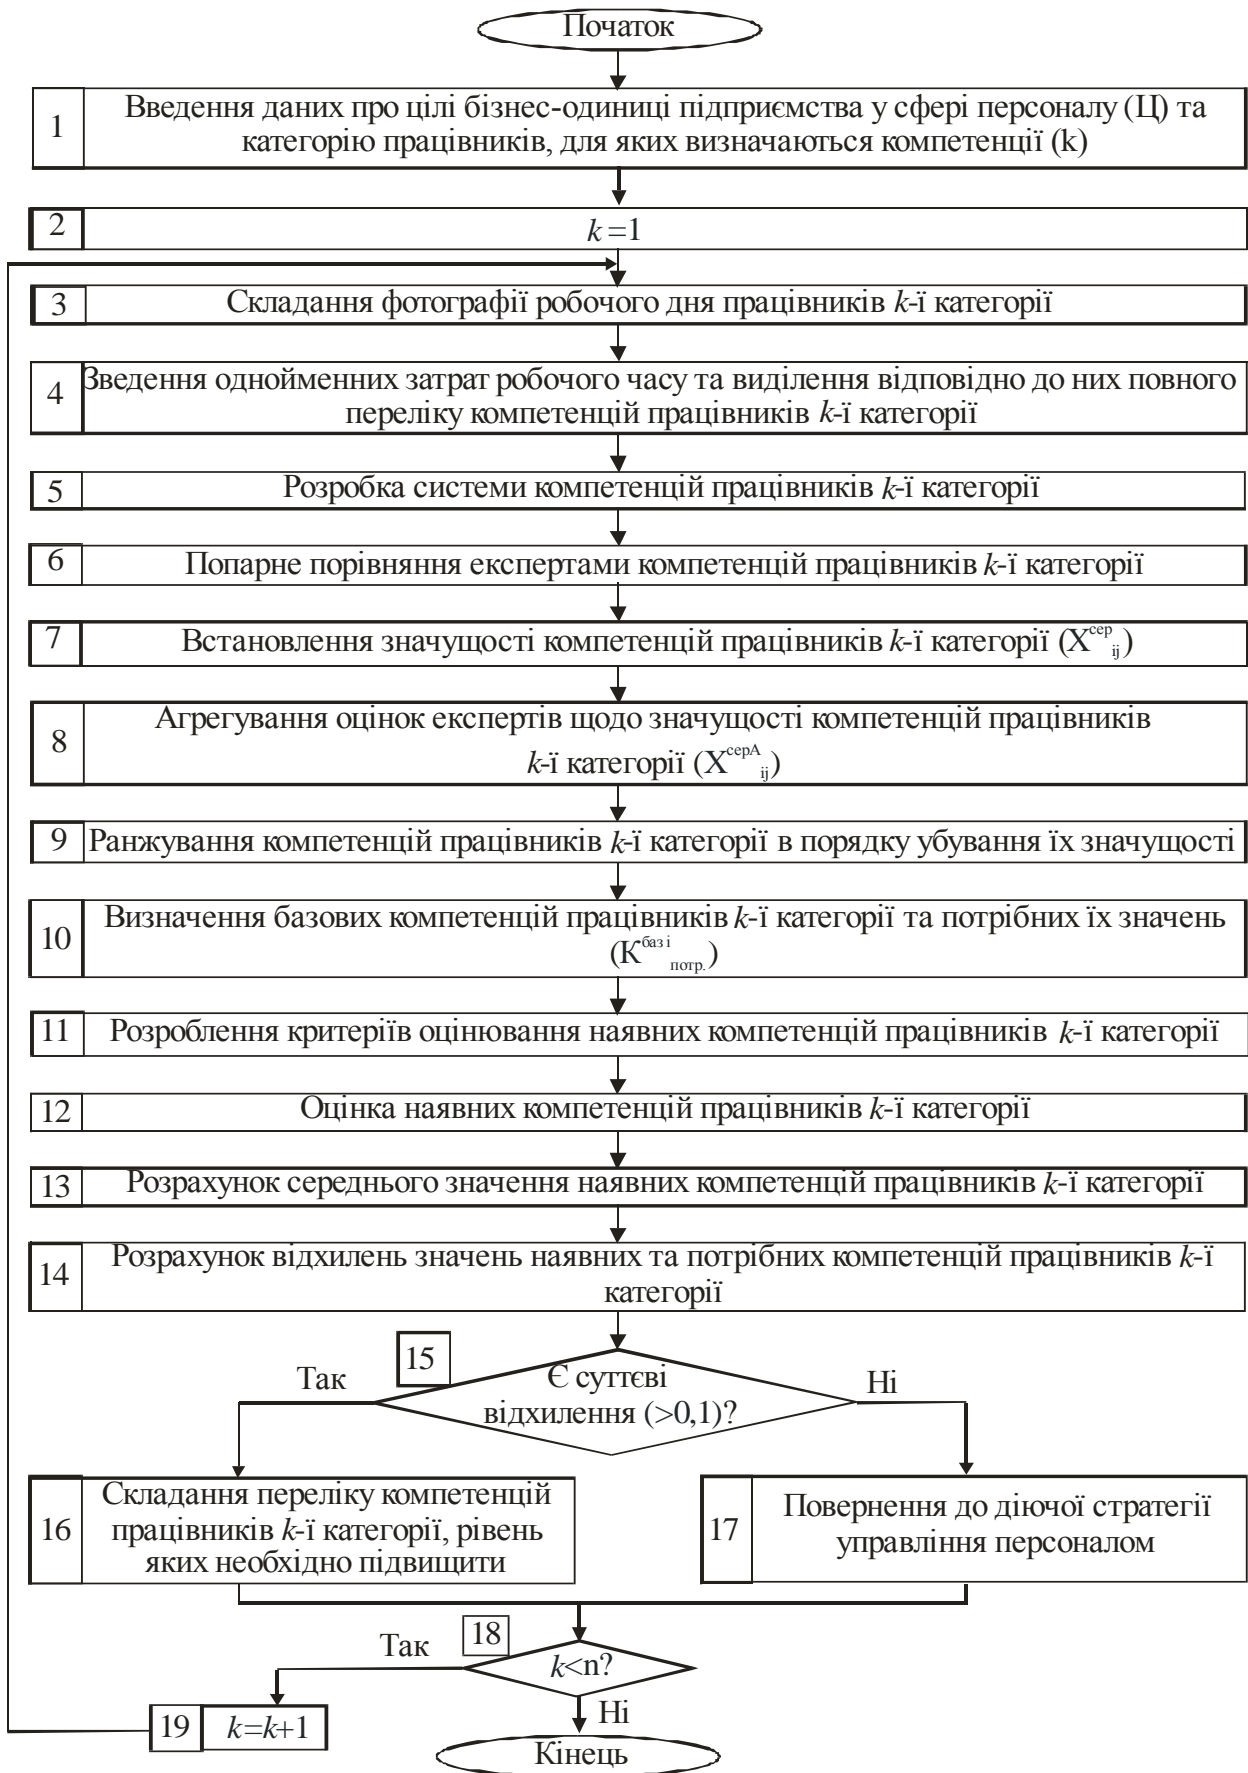 Початок
1
Введення даних про цілі бізнес-одиниці підприємства у сфері персоналу (Ц) та
категорію працівників, для яких визначаються компетенції (k)
2
k=1
3
Складання фотографії робочого дня працівників k-ї категорії
4
Зведення однойменних затрат робочого часу та виділення відповідно до них повного
переліку компетенцій працівників k-ї категорії
5
Розробка системи компетенцій працівників k-ї категорії
6
Попарне порівняння експертами компетенцій працівників k-ї категорії
7
Встановлення значущості компетенцій працівників k-ї категорії (X^сер_ij)
8
Агрегування оцінок експертів щодо значущості компетенцій працівників
k-ї категорії (X^серА_ij)
9
Ранжування компетенцій працівників k-ї категорії в порядку убування їх значущості
10
Визначення базових компетенцій працівників k-ї категорії та потрібних їх значень
(К^баз і_потр.)
11
Розроблення критеріїв оцінювання наявних компетенцій працівників k-ї категорії
12
Оцінка наявних компетенцій працівників k-ї категорії
13
Розрахунок середнього значення наявних компетенцій працівників k-ї категорії
14
Розрахунок відхилень значень наявних та потрібних компетенцій працівників k-ї
категорії
15
Так
Є суттєві
відхилення (>0,1)?
Ні
16
Складання переліку компетенцій
працівників k-ї категорії, рівень
яких необхідно підвищити
17
Повернення до діючої стратегії
управління персоналом
18
Так
k<n?
Ні
19
k=k+1
Кінець